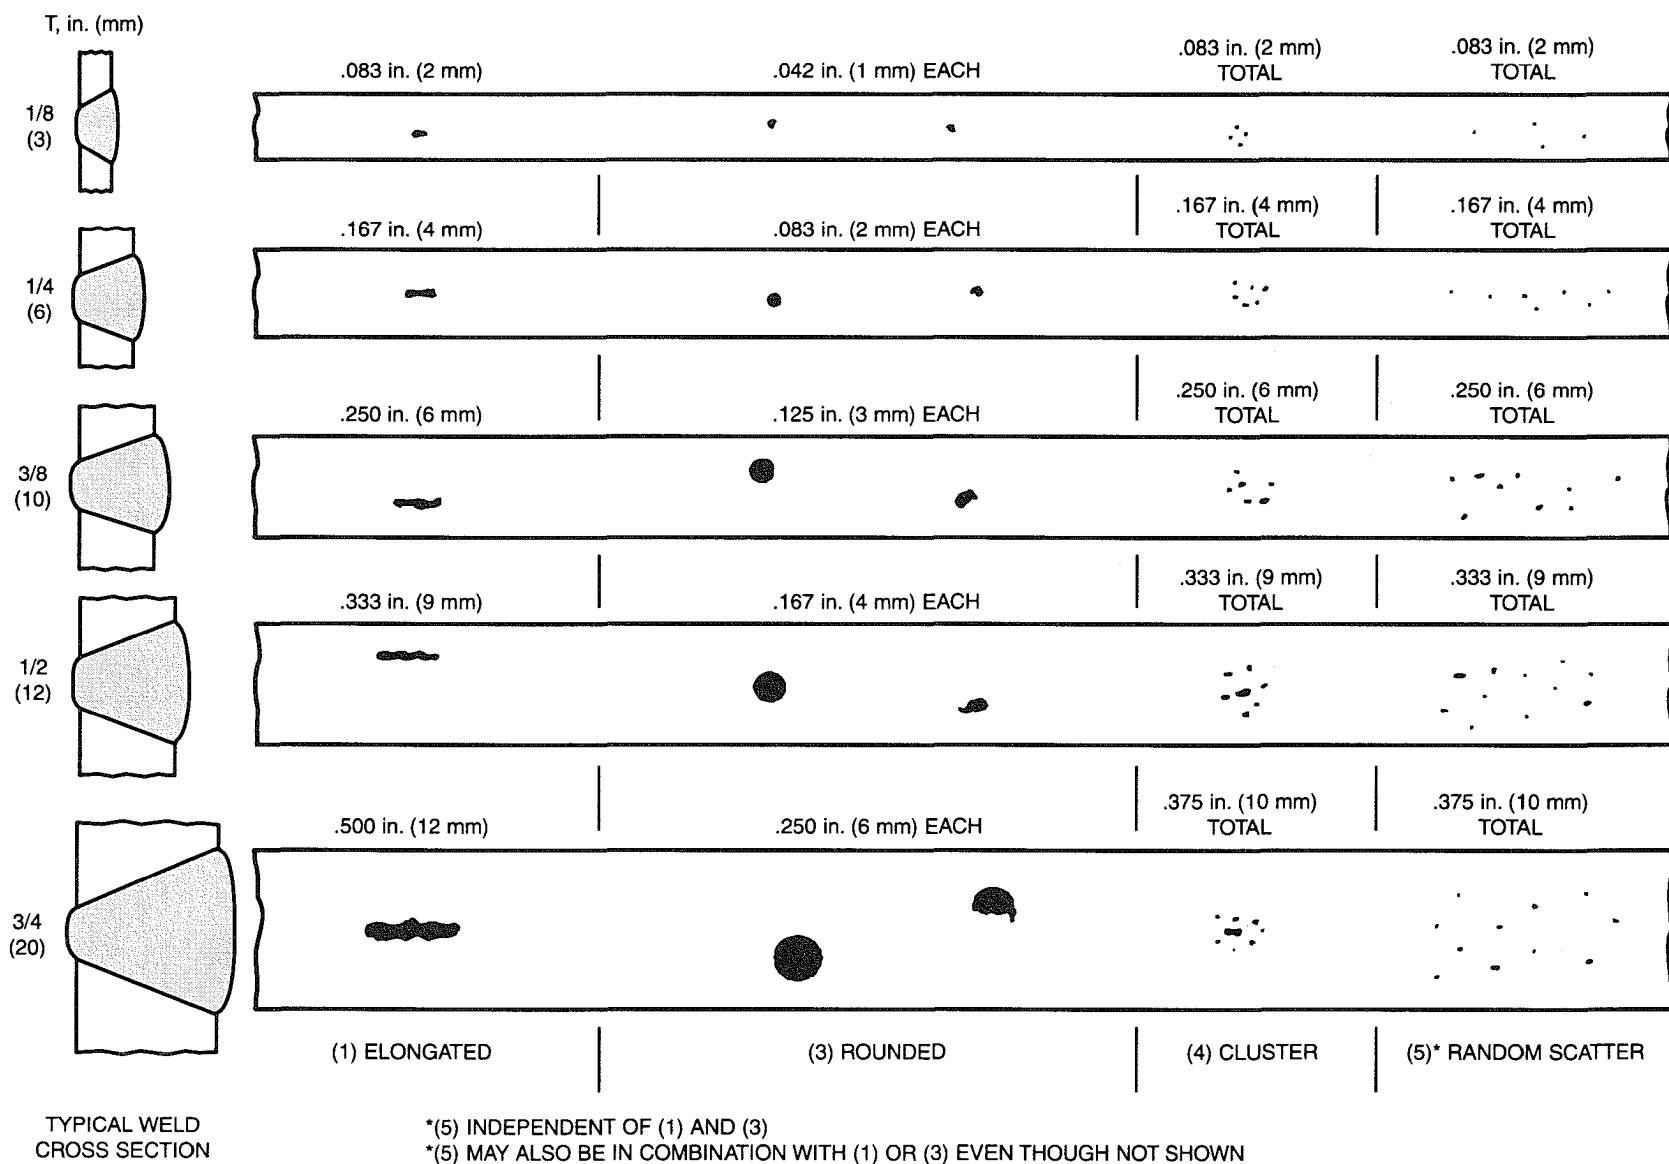 T, in. (mm)
1/8
(3)
.083 in. (2 mm)
.042 in. (1 mm) EACH
.083 in. (2 mm)
TOTAL
.083 in. (2 mm)
TOTAL
1/4
(6)
.167 in. (4 mm)
.083 in. (2 mm) EACH
.167 in. (4 mm)
TOTAL
.167 in. (4 mm)
TOTAL
3/8
(10)
.250 in. (6 mm)
.125 in. (3 mm) EACH
.250 in. (6 mm)
TOTAL
.250 in. (6 mm)
TOTAL
1/2
(12)
.333 in. (9 mm)
.167 in. (4 mm) EACH
.333 in. (9 mm)
TOTAL
.333 in. (9 mm)
TOTAL
3/4
(20)
.500 in. (12 mm)
.250 in. (6 mm) EACH
.375 in. (10 mm)
TOTAL
.375 in. (10 mm)
TOTAL
(1) ELONGATED
(3) ROUNDED
(4) CLUSTER
(5)* RANDOM SCATTER
TYPICAL WELD
CROSS SECTION
*(5) INDEPENDENT OF (1) AND (3)
*(5) MAY ALSO BE IN COMBINATION WITH (1) OR (3) EVEN THOUGH NOT SHOWN